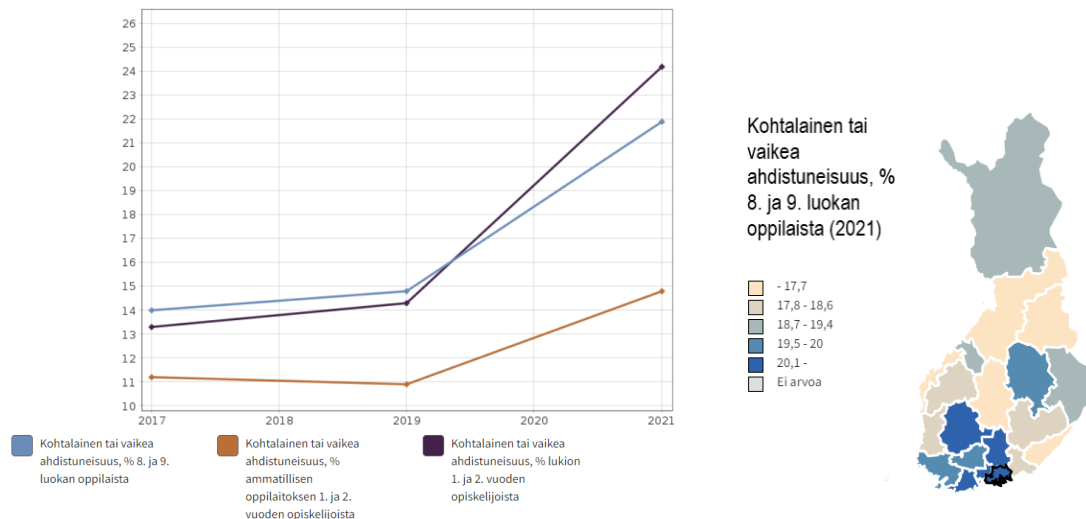 26
25
24
23
22
21
20
19
18
17
16
15
14
13
12
11
10
2017
2018
2019
2020
2021
Kohtalainen tai vaikea
ahdistuneisuus, % 8. ja 9.
luokan oppilaista
Kohtalainen tai vaikea
ahdistuneisuus, %
ammatillisen
oppilaitoksen 1. ja 2.
vuoden opiskelijoista
Kohtalainen tai vaikea
ahdistuneisuus, % lukion
1. ja 2. vuoden
opiskelijoista
Kohtalainen tai
vaikea
ahdistuneisuus, %
8. ja 9. luokan
oppilaista (2021)
- 17,7
17,8 - 18,6
18,7 - 19,4
19,5 - 20
20,1 -
Ei arvoa